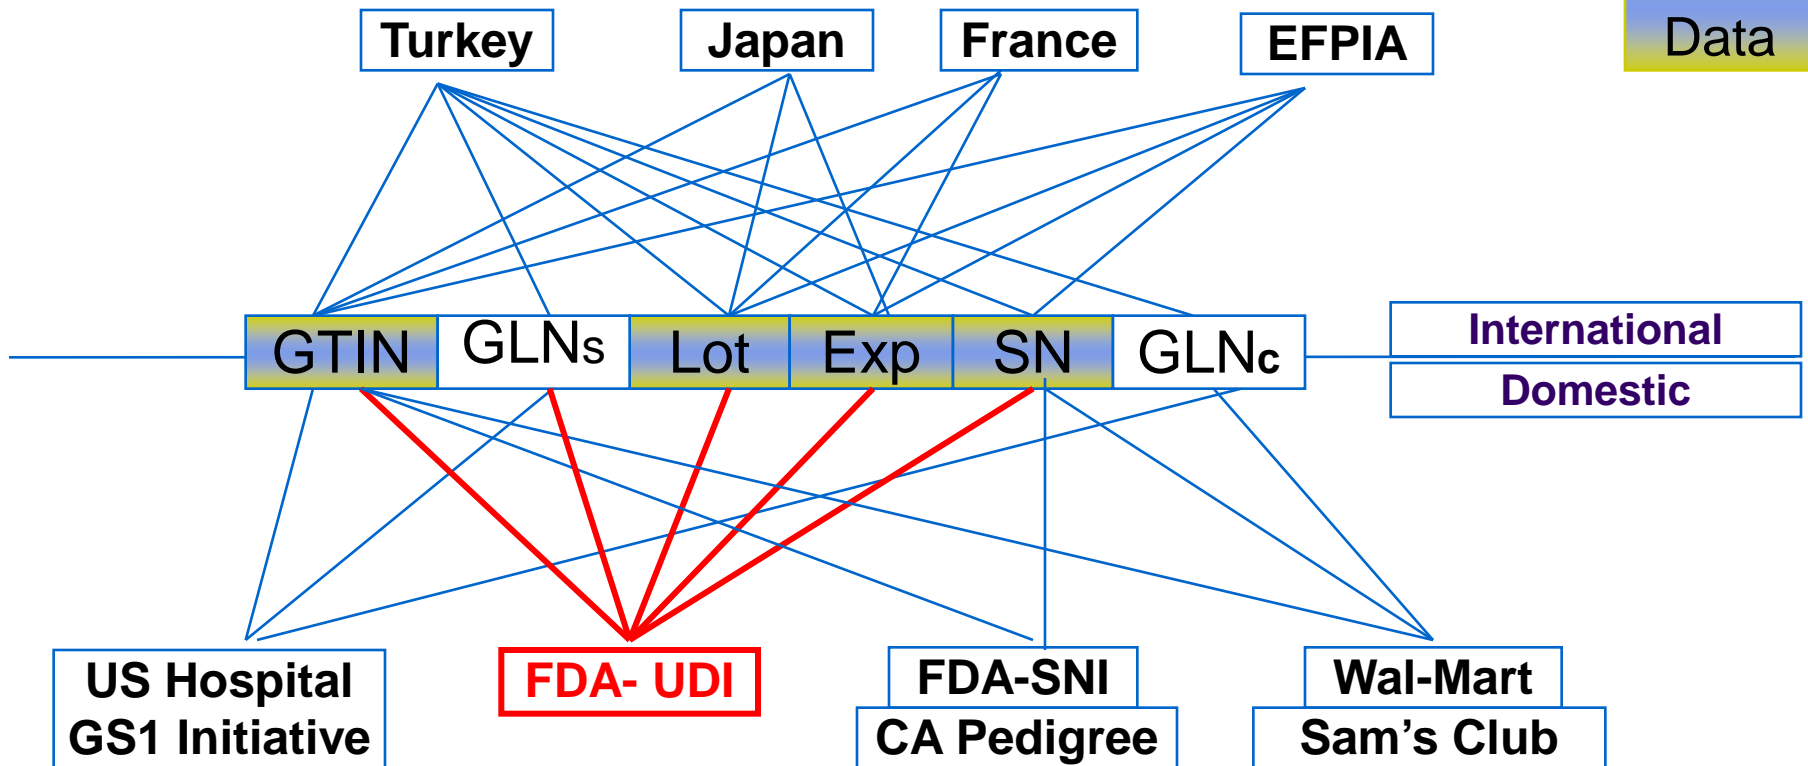 Turkey
Japan
France
EFPIA
Data
GTIN
GLNs
Lot
Exp
SN
GLNc
International
Domestic
US Hospital
GS1 Initiative
FDA- UDI
FDA-SNI
CA Pedigree
Wal-Mart
Sam's Club